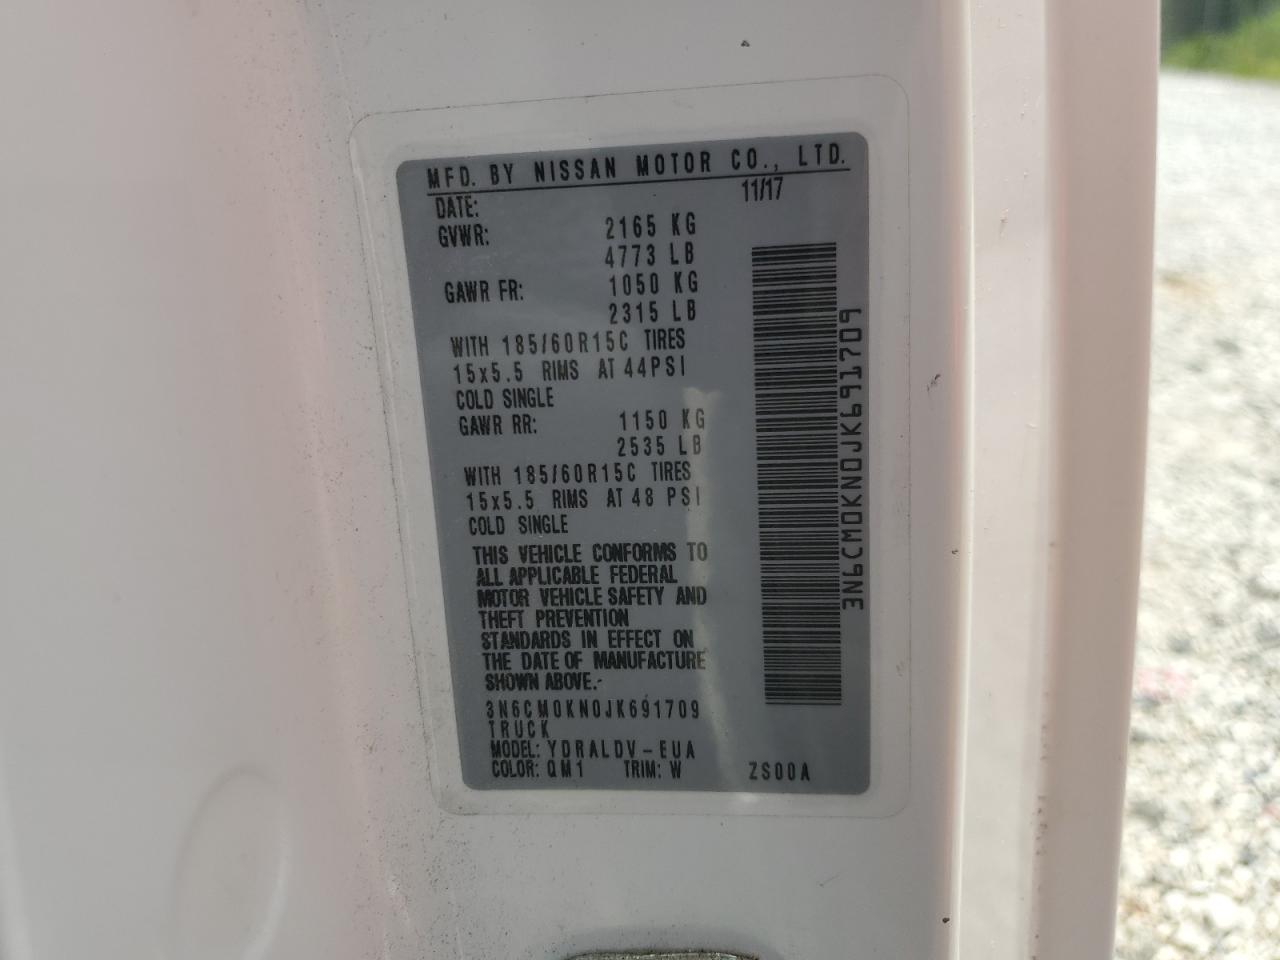 MFD. BY NISSAN MOTOR CO., LTD.
DATE: 11/17
GVWR: 2165 KG
4773 LB
GAWR FR: 1050 KG
2315 LB
WITH 185/60R15C TIRES
15x5.5 RIMS AT 44PSI
COLD SINGLE
GAWR RR: 1150 KG
2535 LB
WITH 185/60R15C TIRES
15x5.5 RIMS AT 48 PSI
COLD SINGLE
THIS VEHICLE CONFORMS TO
ALL APPLICABLE FEDERAL
MOTOR VEHICLE SAFETY AND
THEFT PREVENTION
STANDARDS IN EFFECT ON
THE DATE OF MANUFACTURE
SHOWN ABOVE.-
3N6CM0KN0JK691709
TRUCK
MODEL: YDRALDV-EUA
COLOR: QM1 TRIM: W ZS00A
3N6CM0KN0JK691709